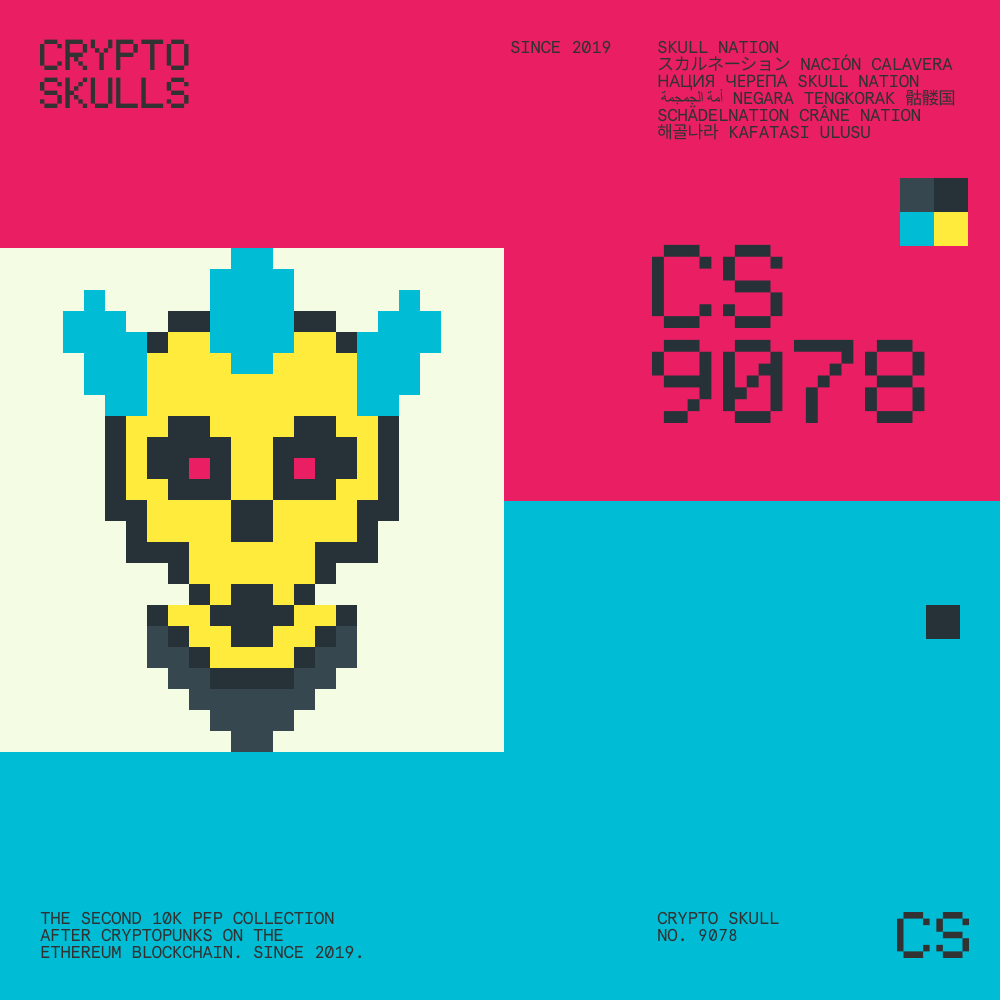 CRYPTO
SKULLS
SINCE 2019
SKULL NATION
スカルネーション NACIÓN CALAVERA
НАЦИЯ ЧЕРЕПА SKULL NATION
أمة الجمجمة NEGARA TENGKORAK 骷髅国
SCHÄDELNATION CRÂNE NATION
해골나라 KAFATASI ULUSU
CS
9078
THE SECOND 10K PFP COLLECTION
AFTER CRYPTOPUNKS ON THE
ETHEREUM BLOCKCHAIN. SINCE 2019.
CRYPTO SKULL
NO. 9078
CS